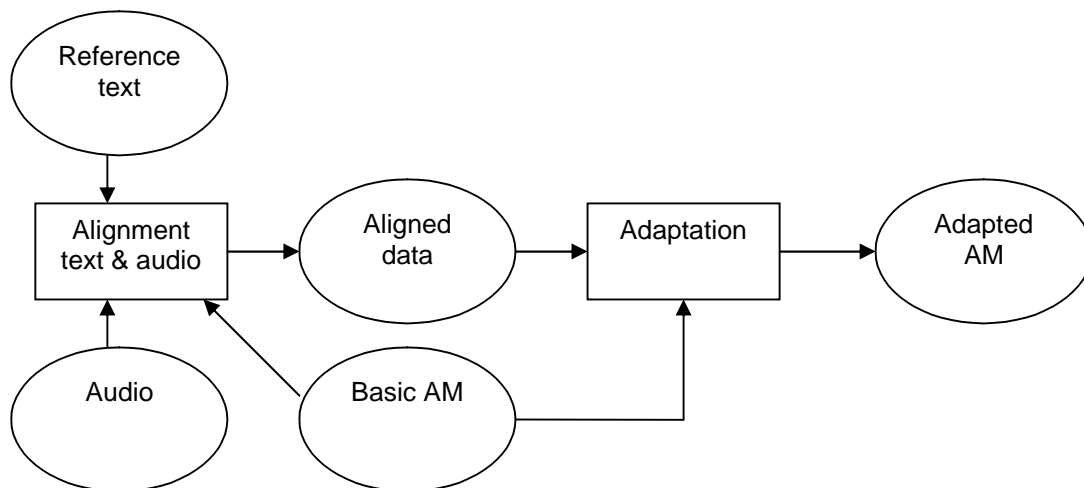 Reference
text
Alignment
text & audio
Aligned
data
Adaptation
Adapted
AM
Audio
Basic AM